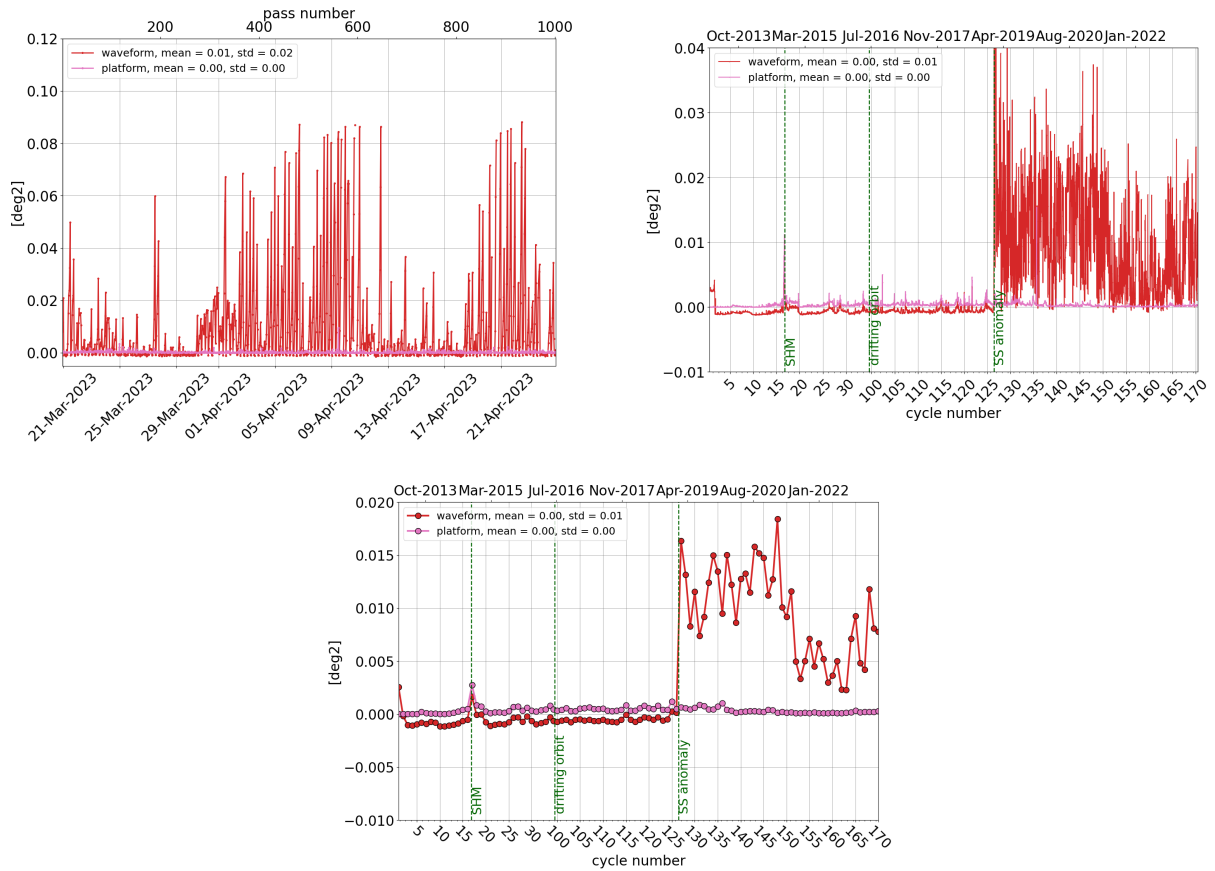 pass number
200 400 600 800 1000
0.12
0.10
0.08
0.06
0.04
0.02
0.00
[deg2]
waveform, mean = 0.01, std = 0.02
platform, mean = 0.00, std = 0.00
21-Mar-2023 25-Mar-2023 29-Mar-2023 01-Apr-2023 05-Apr-2023 09-Apr-2023 13-Apr-2023 17-Apr-2023 21-Apr-2023
Oct-2013 Mar-2015 Jul-2016 Nov-2017 Apr-2019 Aug-2020 Jan-2022
0.04
0.03
0.02
0.01
0.00
−0.01
[deg2]
waveform, mean = 0.00, std = 0.01
platform, mean = 0.00, std = 0.00
SHM
drifting orbit
SS anomaly
5 10 15 20 25 30 100 105 110 115 120 125 130 135 140 145 150 155 160 165 170
cycle number
Oct-2013 Mar-2015 Jul-2016 Nov-2017 Apr-2019 Aug-2020 Jan-2022
0.020
0.015
0.010
0.005
0.000
−0.005
−0.010
[deg2]
waveform, mean = 0.00, std = 0.01
platform, mean = 0.00, std = 0.00
SHM
drifting orbit
SS anomaly
5 10 15 20 25 30 100 105 110 115 120 125 130 135 140 145 150 155 160 165 170
cycle number